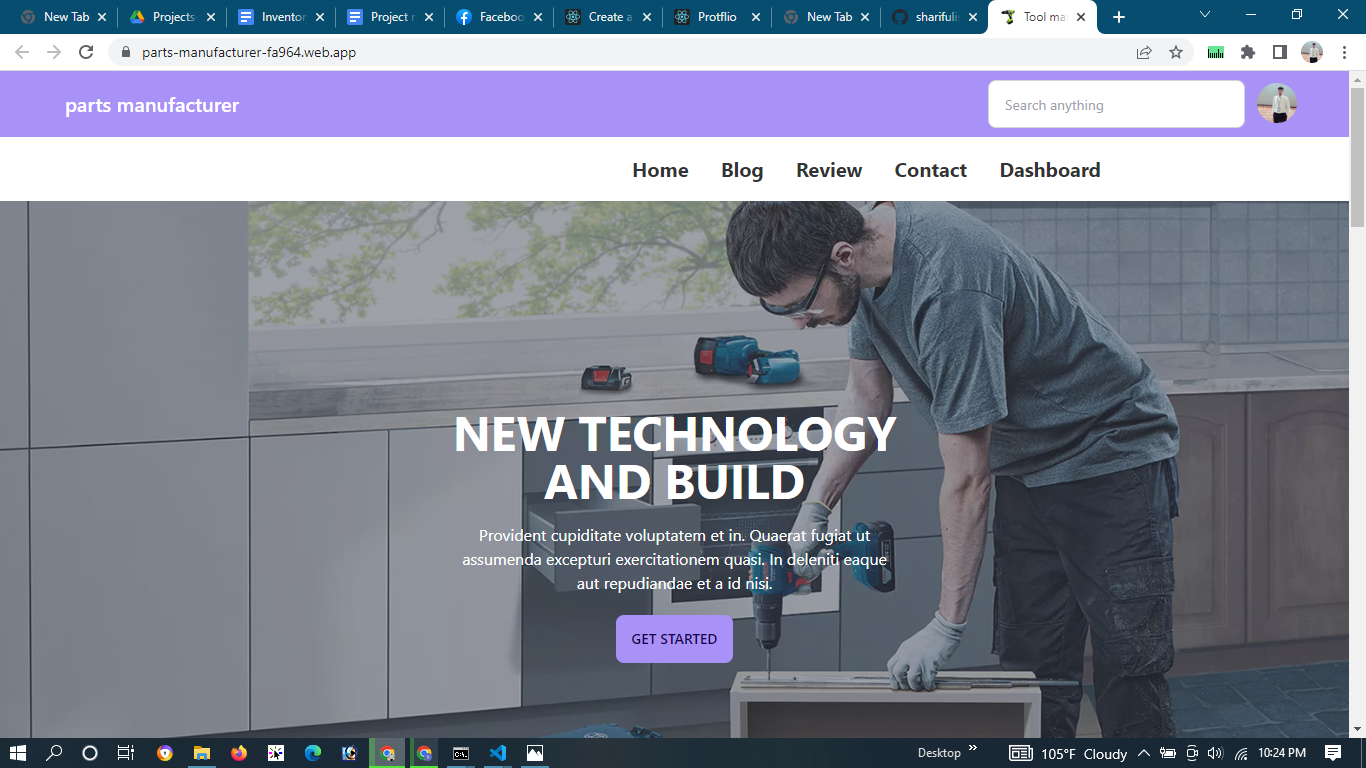 New Tab
Projects-
Inventor
Project r
Faceboo
Create a
Protflio
New Tab
sharifuli
Tool ma
parts-manufacturer-fa964.web.app
parts manufacturer
Search anything
Home Blog Review Contact Dashboard
NEW TECHNOLOGY
AND BUILD
Provident cupiditate voluptatem et in. Quaerat fugiat ut
assumenda excepturi exercitationem quasi. In deleniti eaque
aut repudiandae et a id nisi.
GET STARTED
Desktop
105°F Cloudy
10:24 PM